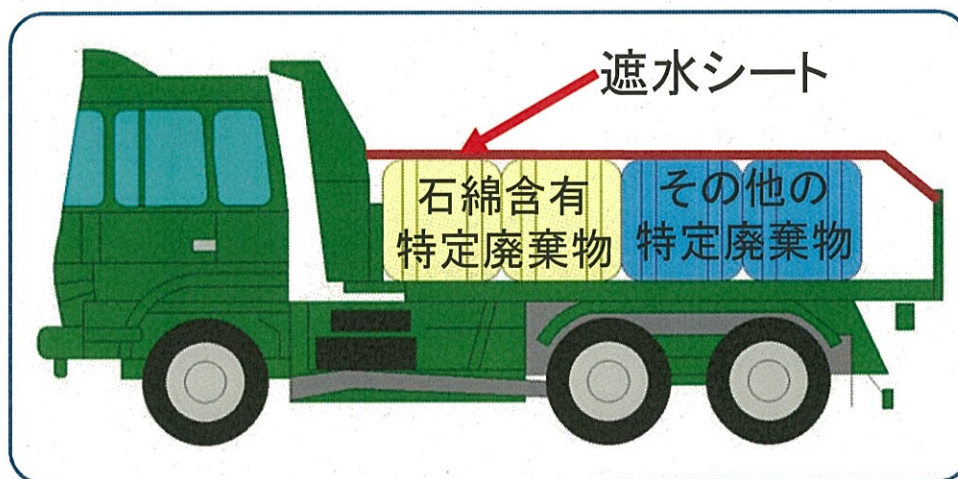 遮水シート
石綿含有
特定廃棄物
その他の
特定廃棄物